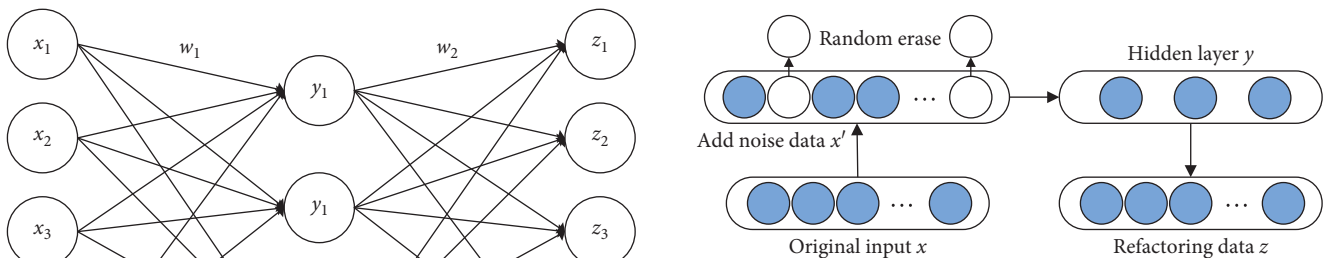 x1
w1
w2
z1
y1
x2
z2
y1
x3
z3
Random erase
Hidden layer y
...
Add noise data x′
...
...
Original input x
Refactoring data z